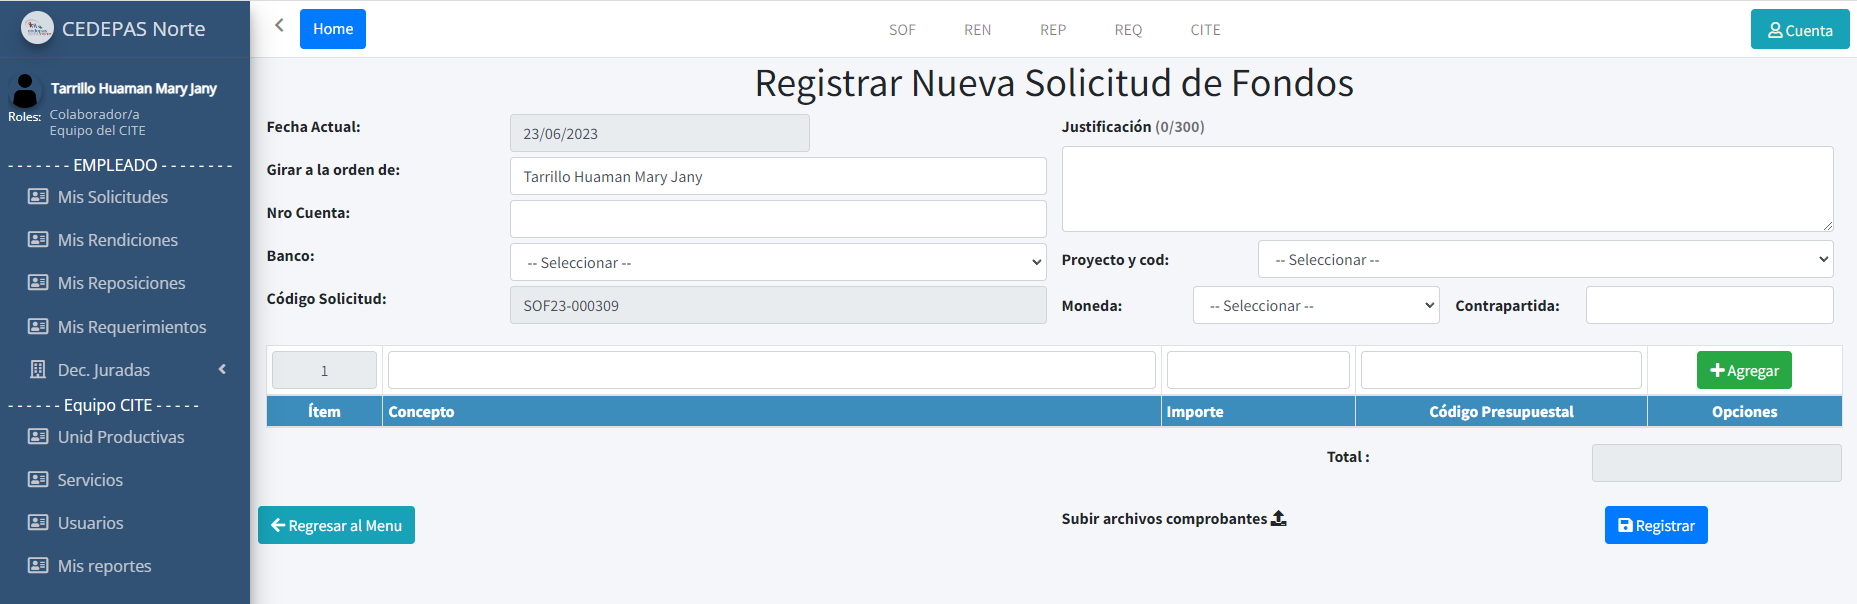 CEDEPAS Norte
Tarrillo Huaman Mary Jany
Roles: Colaborador/a
Equipo del CITE
- - - - - - - EMPLEADO - - - - - - - -
Mis Solicitudes
Mis Rendiciones
Mis Reposiciones
Mis Requerimientos
Dec. Juradas
- - - - - - Equipo CITE - - - - -
Unid Productivas
Servicios
Usuarios
Mis reportes
Home SOF REN REP REQ CITE Cuenta
Registrar Nueva Solicitud de Fondos
Fecha Actual: 23/06/2023
Girar a la orden de: Tarrillo Huaman Mary Jany
Nro Cuenta:
Banco: -- Seleccionar --
Código Solicitud: SOF23-000309
Justificación (0/300)
Proyecto y cod: -- Seleccionar --
Moneda: -- Seleccionar -- Contrapartida:
1 Agregar
Ítem Concepto Importe Código Presupuestal Opciones
Total :
Regresar al Menu Subir archivos comprobantes Registrar